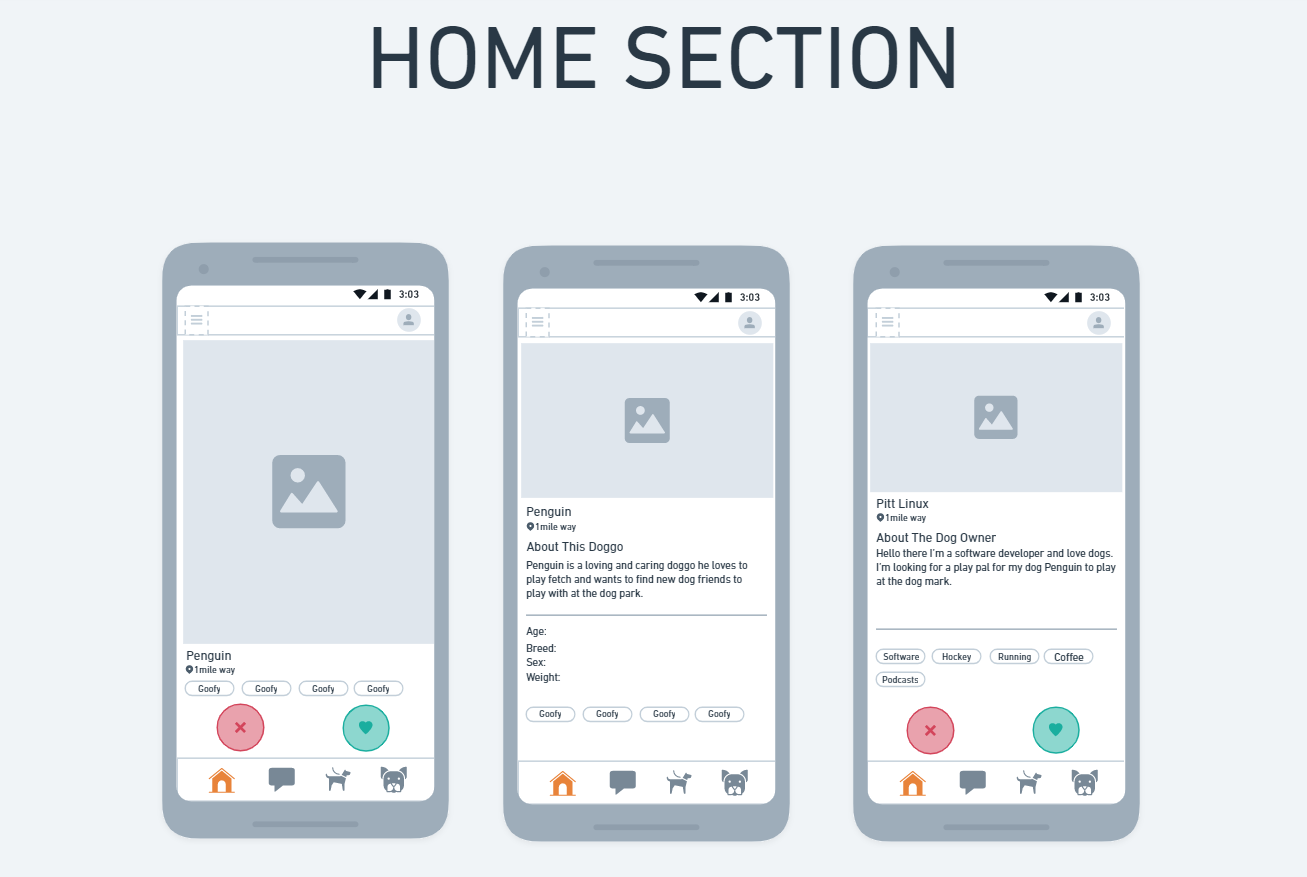 HOME SECTION
3:03
Penguin
1mile way
Goofy Goofy Goofy Goofy
3:03
Penguin
1mile way
About This Doggo
Penguin is a loving and caring doggo he loves to
play fetch and wants to find new dog friends to
play with at the dog park.
Age:
Breed:
Sex:
Weight:
Goofy Goofy Goofy Goofy
3:03
Pitt Linux
1mile way
About The Dog Owner
Hello there I'm a software developer and love dogs.
I'm looking for a play pal for my dog Penguin to play
at the dog mark.
Software Hockey Running Coffee
Podcasts